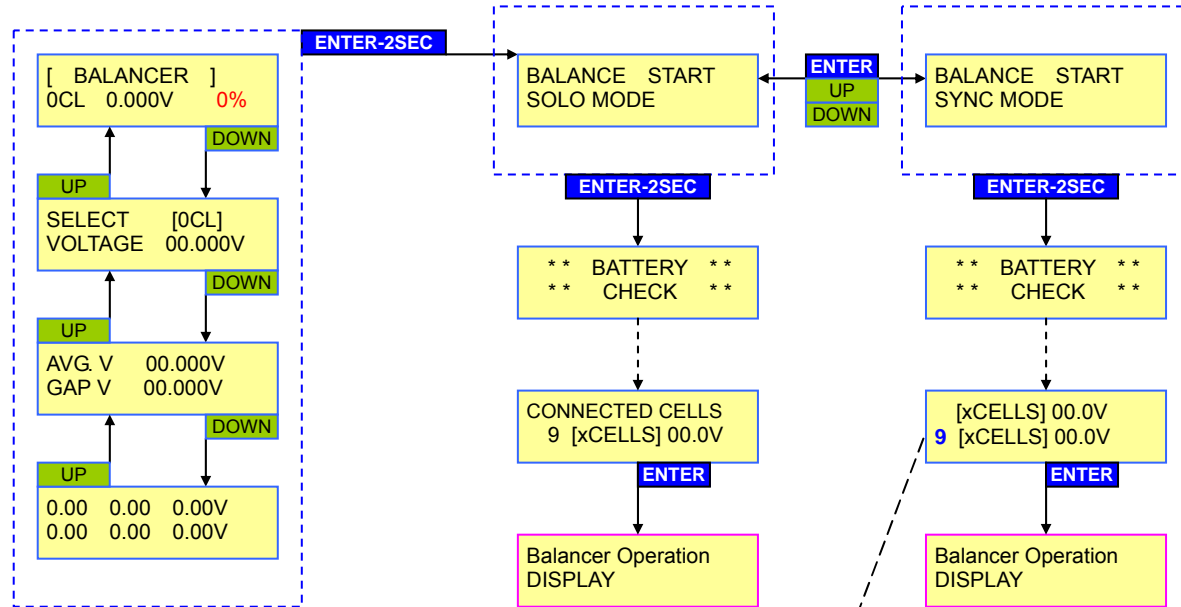 [ BALANCER ]
0CL 0.000V 0%
DOWN
UP
SELECT [0CL]
VOLTAGE 00.000V
DOWN
UP
AVG. V 00.000V
GAP V 00.000V
DOWN
UP
0.00 0.00 0.00V
0.00 0.00 0.00V
ENTER-2SEC
BALANCE START
SOLO MODE
ENTER
UP
DOWN
BALANCE START
SYNC MODE
ENTER-2SEC
** BATTERY **
** CHECK **
CONNECTED CELLS
9 [xCELLS] 00.0V
ENTER
Balancer Operation
DISPLAY
ENTER-2SEC
** BATTERY **
** CHECK **
[xCELLS] 00.0V
9 [xCELLS] 00.0V
ENTER
Balancer Operation
DISPLAY